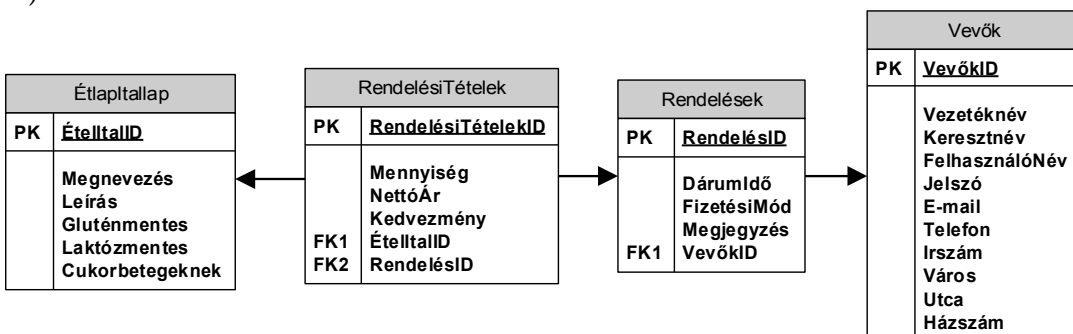 )
ÉtlapItallap
PK ÉtelItalID
Megnevezés
Leírás
Gluténmentes
Laktózmentes
Cukorbetegeknek
RendelésiTételek
PK RendelésiTételekID
Mennyiség
NettóÁr
Kedvezmény
FK1 ÉtelItalID
FK2 RendelésID
Rendelések
PK RendelésID
DárumIdő
FizetésiMód
Megjegyzés
FK1 VevőkID
Vevők
PK VevőkID
Vezetéknév
Keresztnév
FelhasználóNév
Jelszó
E-mail
Telefon
Irszám
Város
Utca
Házszám